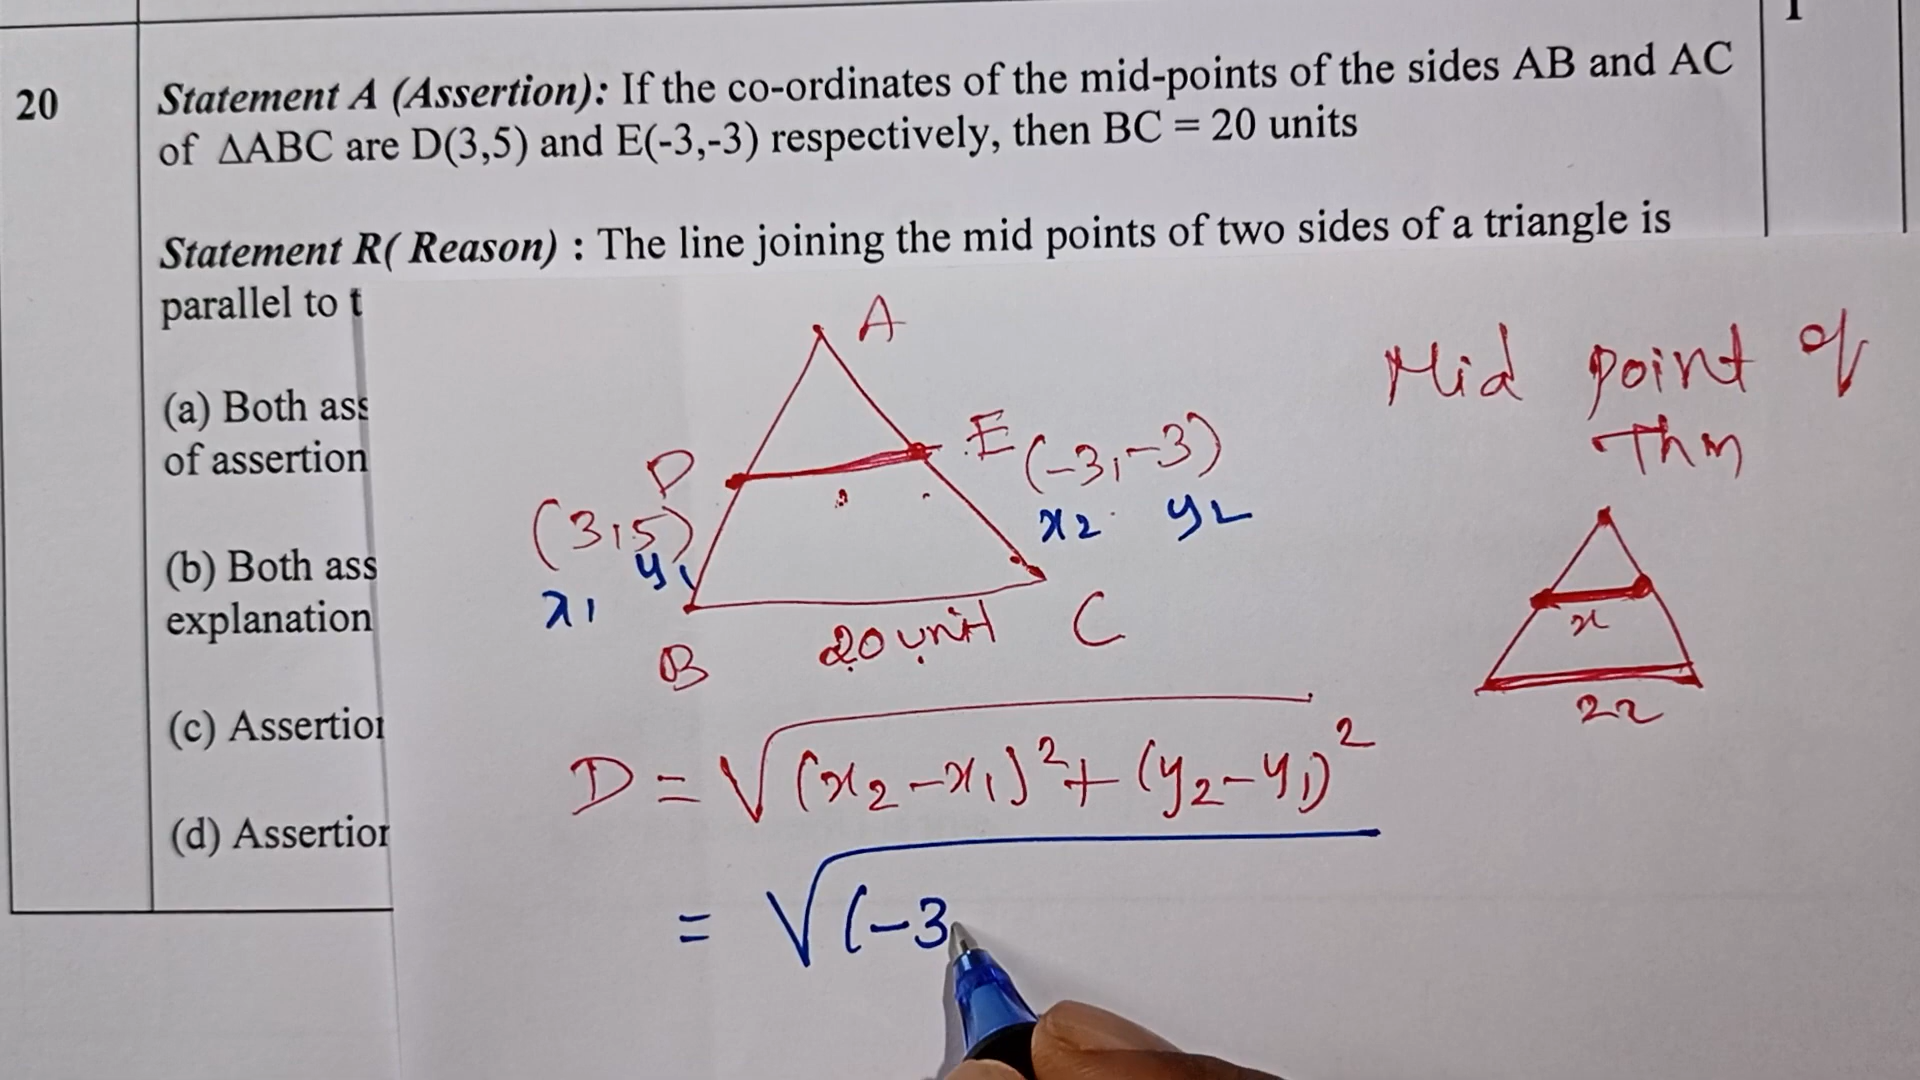 1
20
Statement A (Assertion): If the co-ordinates of the mid-points of the sides AB and AC
of ΔABC are D(3,5) and E(-3,-3) respectively, then BC = 20 units
Statement R( Reason) : The line joining the mid points of two sides of a triangle is
parallel to t
(a) Both ass
of assertion
(b) Both ass
explanation
(c) Assertion
(d) Assertion
A
D
E (-3,-3)
(3,5)
x2 y2
x1 y1
B 20 unit C
Mid point of
Thm
x
2x
D = √(x2-x1)²+(y2-y1)²
= √(-3